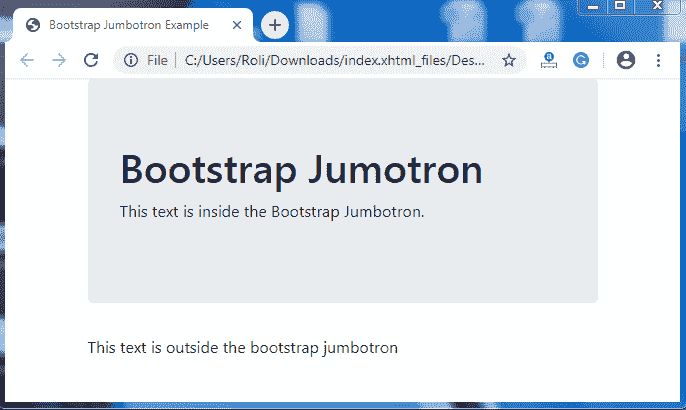 Bootstrap Jumbotron Example
File
C:/Users/Roli/Downloads/index.xhtml_files/Des...
Bootstrap Jumotron
This text is inside the Bootstrap Jumbotron.
This text is outside the bootstrap jumbotron